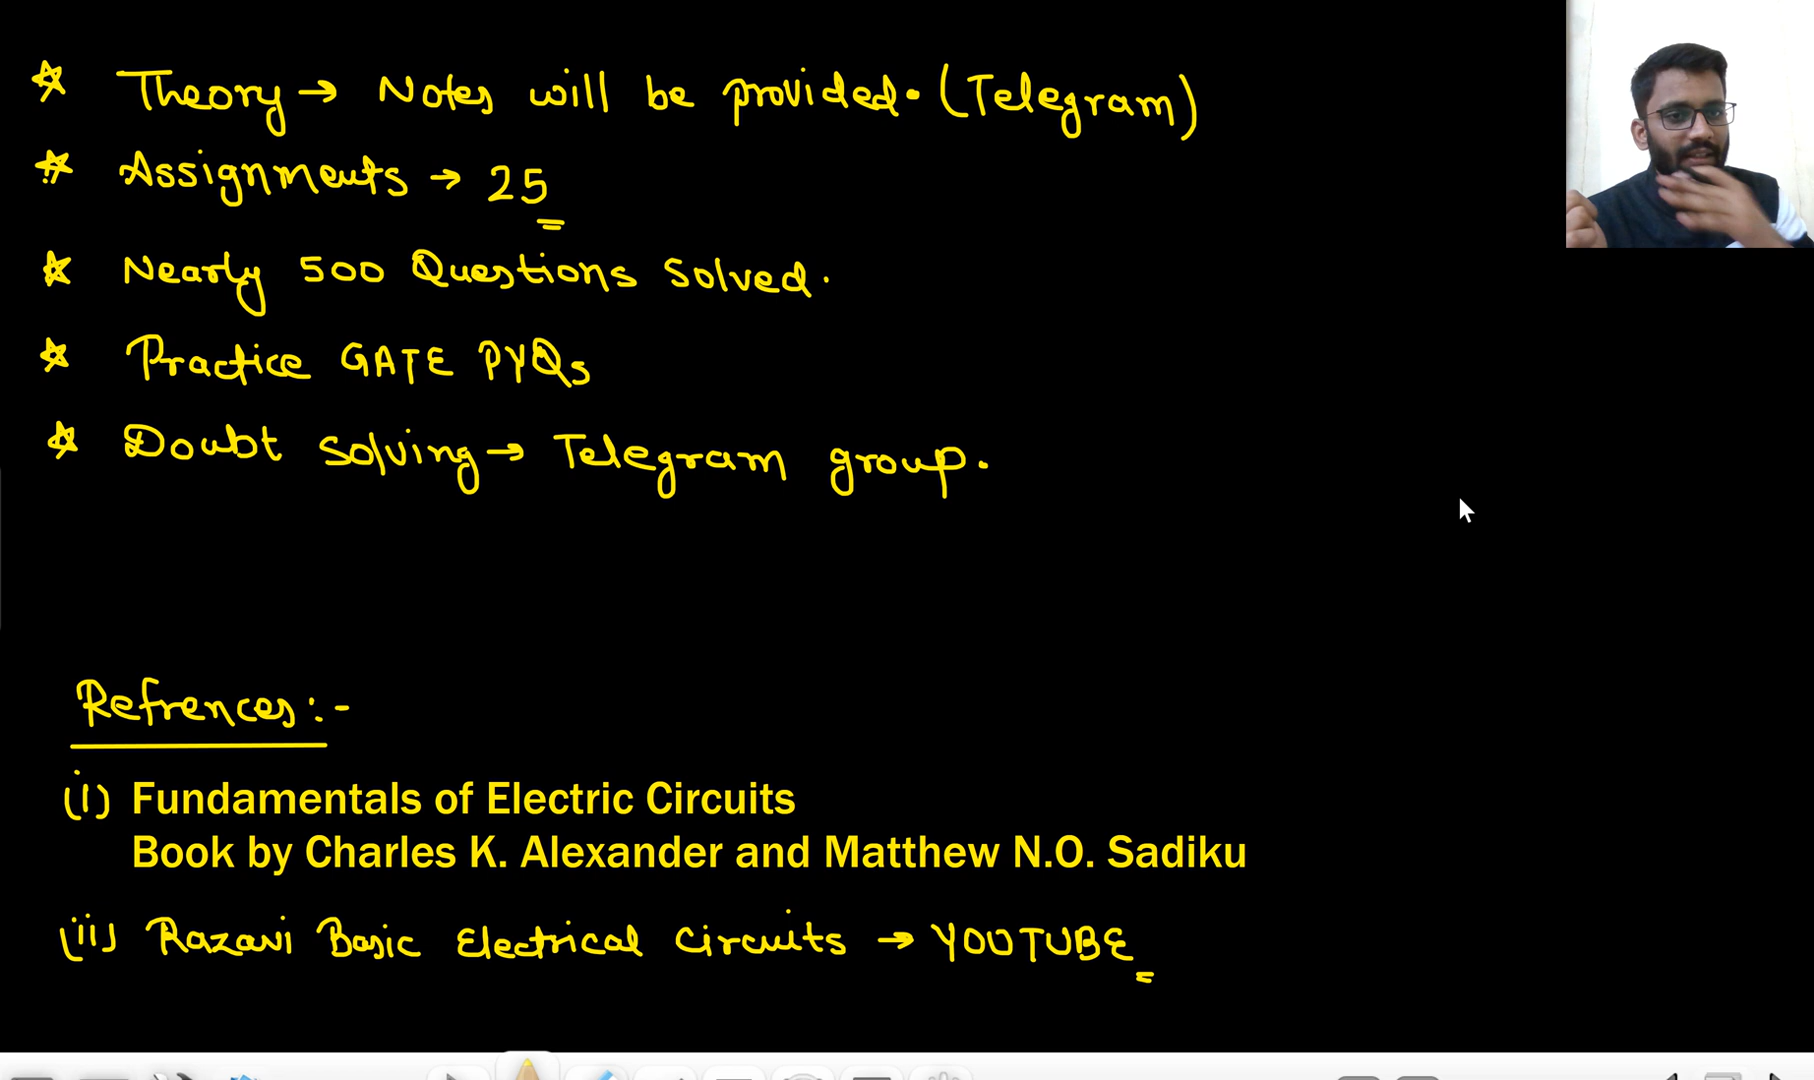 ☆ Theory → Notes will be provided. (Telegram)
☆ Assignments → 25
☆ Nearly 500 Questions Solved.
☆ Practice GATE PYQs
☆ Doubt Solving → Telegram group.
Refrences :-
(i) Fundamentals of Electric Circuits
Book by Charles K. Alexander and Matthew N.O. Sadiku
(ii) Razavi Basic Electrical Circuits → YOUTUBE